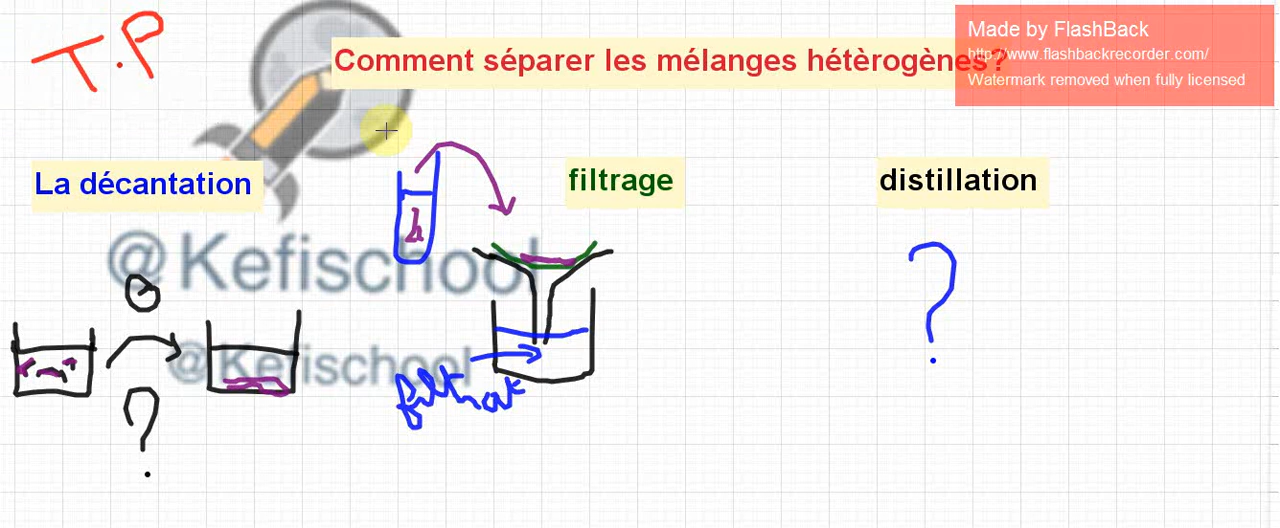 T.P
Comment séparer les mélanges hétèrogènes?
Made by FlashBack
http://www.flashbackrecorder.com/
Watermark removed when fully licensed
La décantation
filtrage
distillation
@Kefischool
?
@Kefischool
filtrat
?